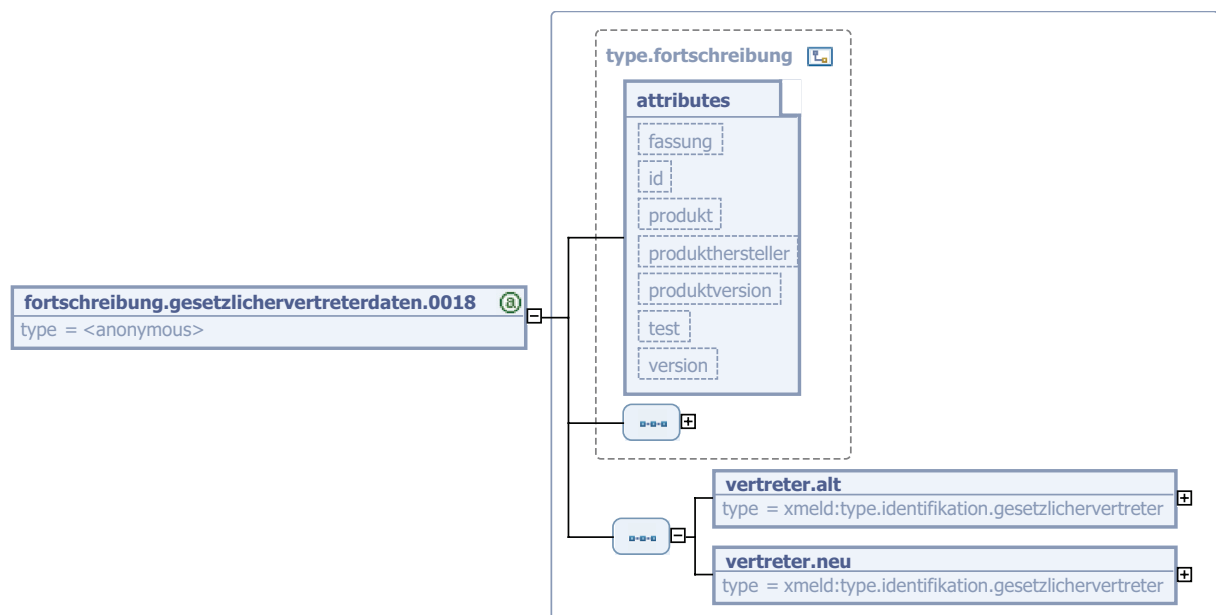 type.fortschreibung
attributes
fassung
id
produkt
produkthersteller
produktversion
test
version
fortschreibung.gesetzlichervertreterdaten.0018 a
type = <anonymous>
vertreter.alt
type = xmeld:type.identifikation.gesetzlichervertreter
vertreter.neu
type = xmeld:type.identifikation.gesetzlichervertreter